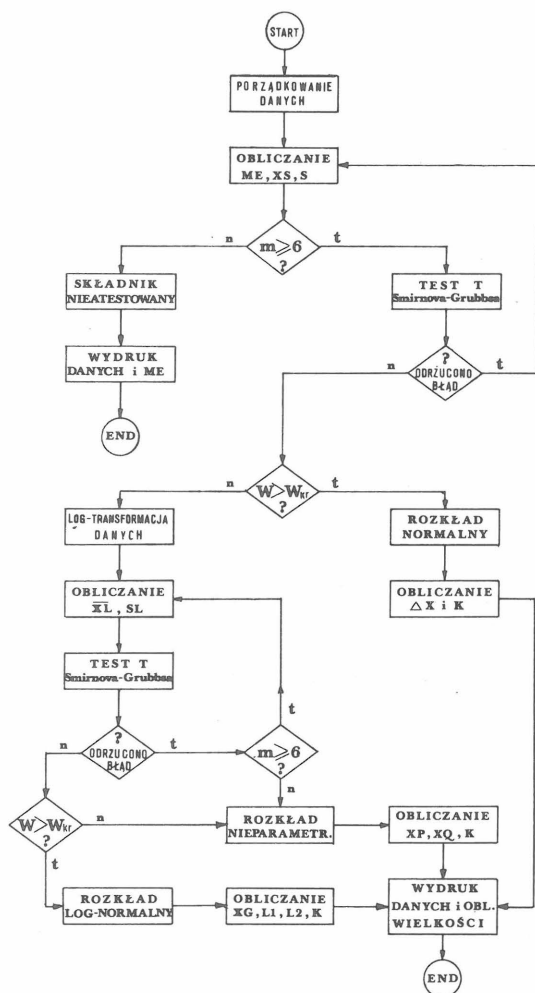 START
PORZĄDKOWANIE
DANYCH
OBLICZANIE
ME, XS, S
n
m⩾6
?
t
SKŁADNIK
NIEATESTOWANY
TEST T
Smirnova-Grubbsa
WYDRUK
DANYCH i ME
n
?
ODRZUCONO
BŁĄD
t
END
n
W>Wkr
?
t
LOG-TRANSFORMACJA
DANYCH
ROZKŁAD
NORMALNY
OBLICZANIE
X̅L, SL
OBLICZANIE
△X i K
TEST T
Smirnova-Grubbsa
t
n
?
ODRZUCONO
BŁĄD
t
m⩾6
?
n
W>Wkr
?
n
ROZKŁAD
NIEPARAMETR.
OBLICZANIE
XP, XQ, K
t
ROZKŁAD
LOG-NORMALNY
OBLICZANIE
XG, L1, L2, K
WYDRUK
DANYCH i OBL.
WIELKOŚCI
END